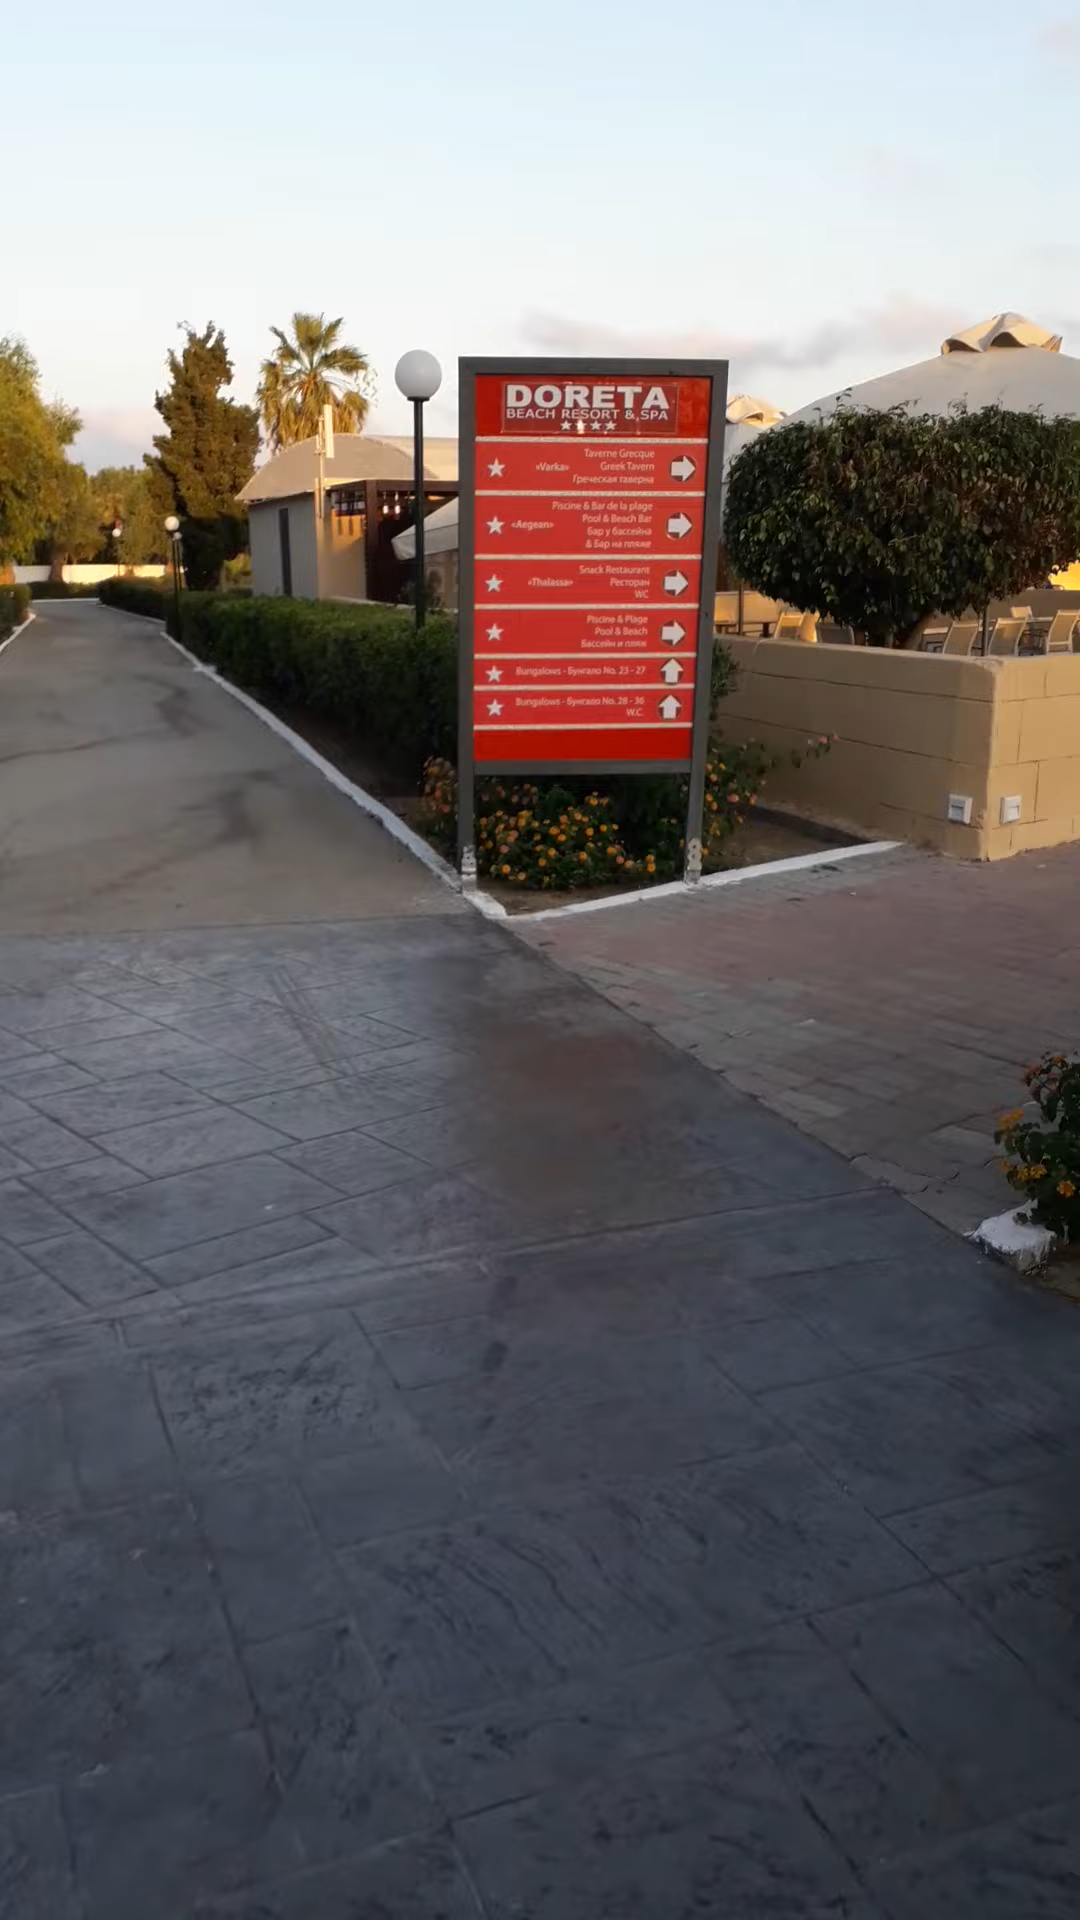 DORETA
BEACH RESORT & SPA
Taverne Grecque
«Varka» Greek Tavern
Греческая таверна
Piscine & Bar de la plage
«Aegean» Pool & Beach Bar
Бар у бассейна
& Бар на пляже
Snack Restaurant
«Thalassa» Ресторан
WC
Piscine & Plage
Pool & Beach
Бассейн и пляж
Bungalows - Бунгало No. 23 - 27
Bungalows - Бунгало No. 28 - 36
W.C.